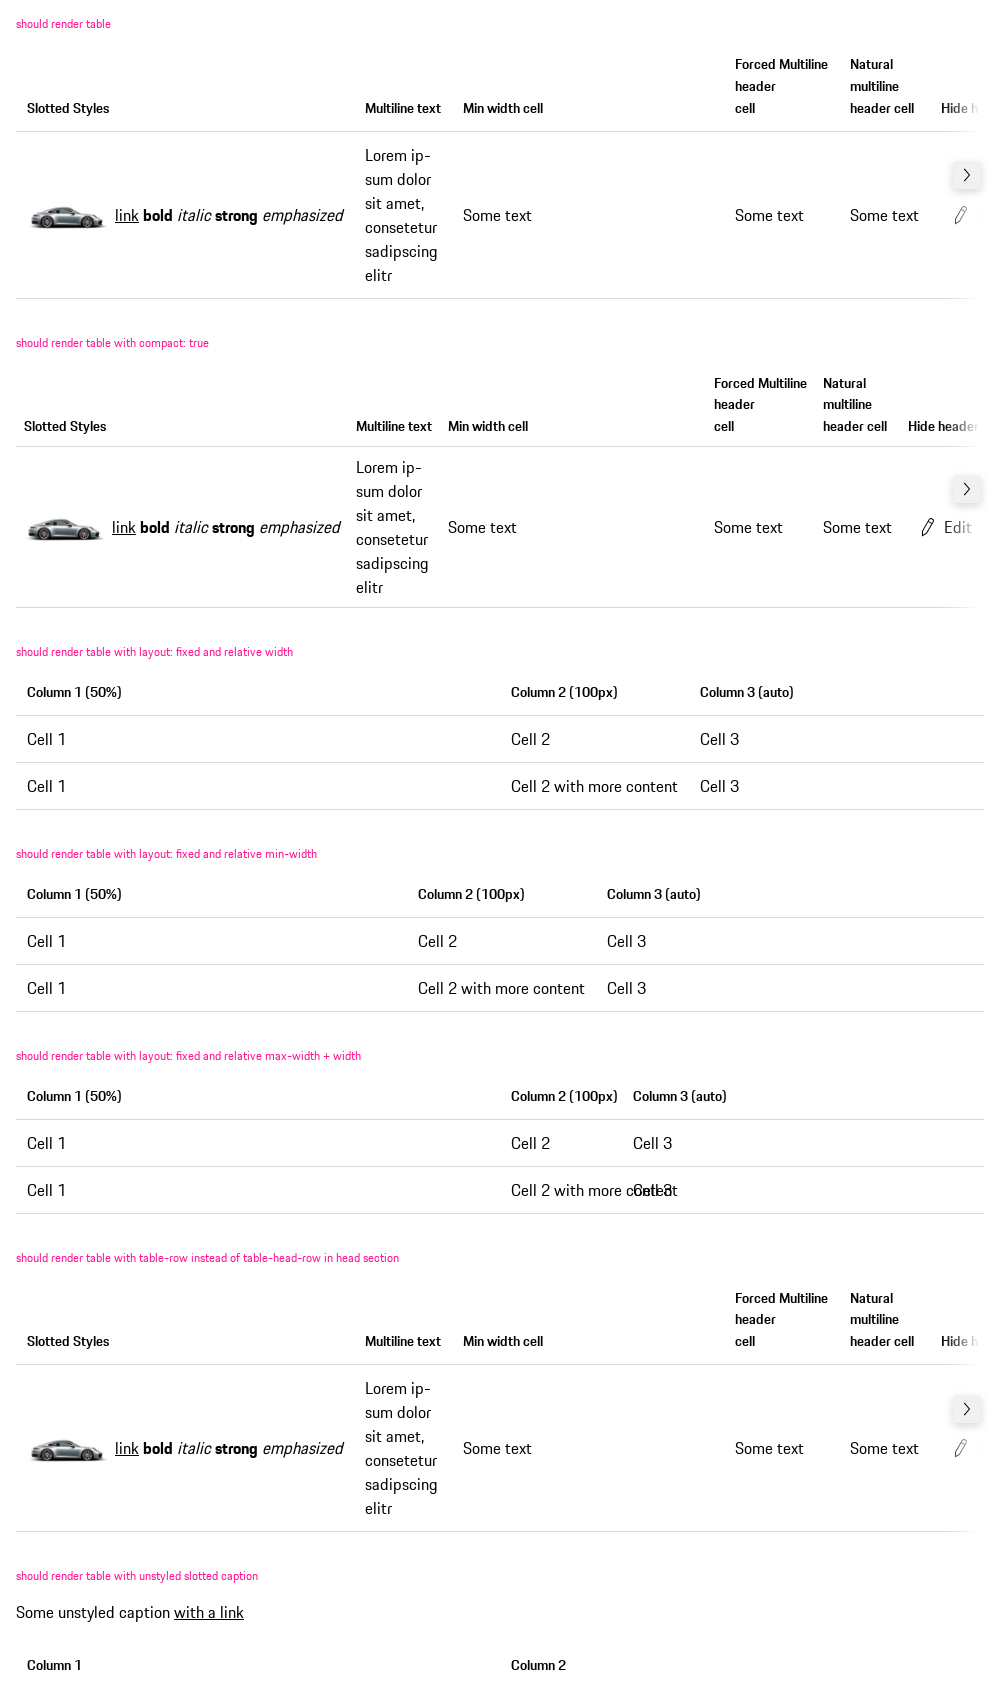 should render table
Slotted Styles Multiline text Min width cell Forced Multiline header cell Natural multiline header cell Hide h
link bold italic strong emphasized
Lorem ip-
sum dolor
sit amet,
consetetur
sadipscing
elitr
Some text Some text Some text
should render table with compact: true
Slotted Styles Multiline text Min width cell Forced Multiline header cell Natural multiline header cell Hide header
link bold italic strong emphasized
Lorem ip-
sum dolor
sit amet,
consetetur
sadipscing
elitr
Some text Some text Some text Edit
should render table with layout: fixed and relative width
Column 1 (50%) Column 2 (100px) Column 3 (auto)
Cell 1 Cell 2 Cell 3
Cell 1 Cell 2 with more content Cell 3
should render table with layout: fixed and relative min-width
Column 1 (50%) Column 2 (100px) Column 3 (auto)
Cell 1 Cell 2 Cell 3
Cell 1 Cell 2 with more content Cell 3
should render table with layout: fixed and relative max-width + width
Column 1 (50%) Column 2 (100px) Column 3 (auto)
Cell 1 Cell 2 Cell 3
Cell 1 Cell 2 with more content Cell 3
should render table with table-row instead of table-head-row in head section
Slotted Styles Multiline text Min width cell Forced Multiline header cell Natural multiline header cell Hide h
link bold italic strong emphasized
Lorem ip-
sum dolor
sit amet,
consetetur
sadipscing
elitr
Some text Some text Some text
should render table with unstyled slotted caption
Some unstyled caption with a link
Column 1 Column 2